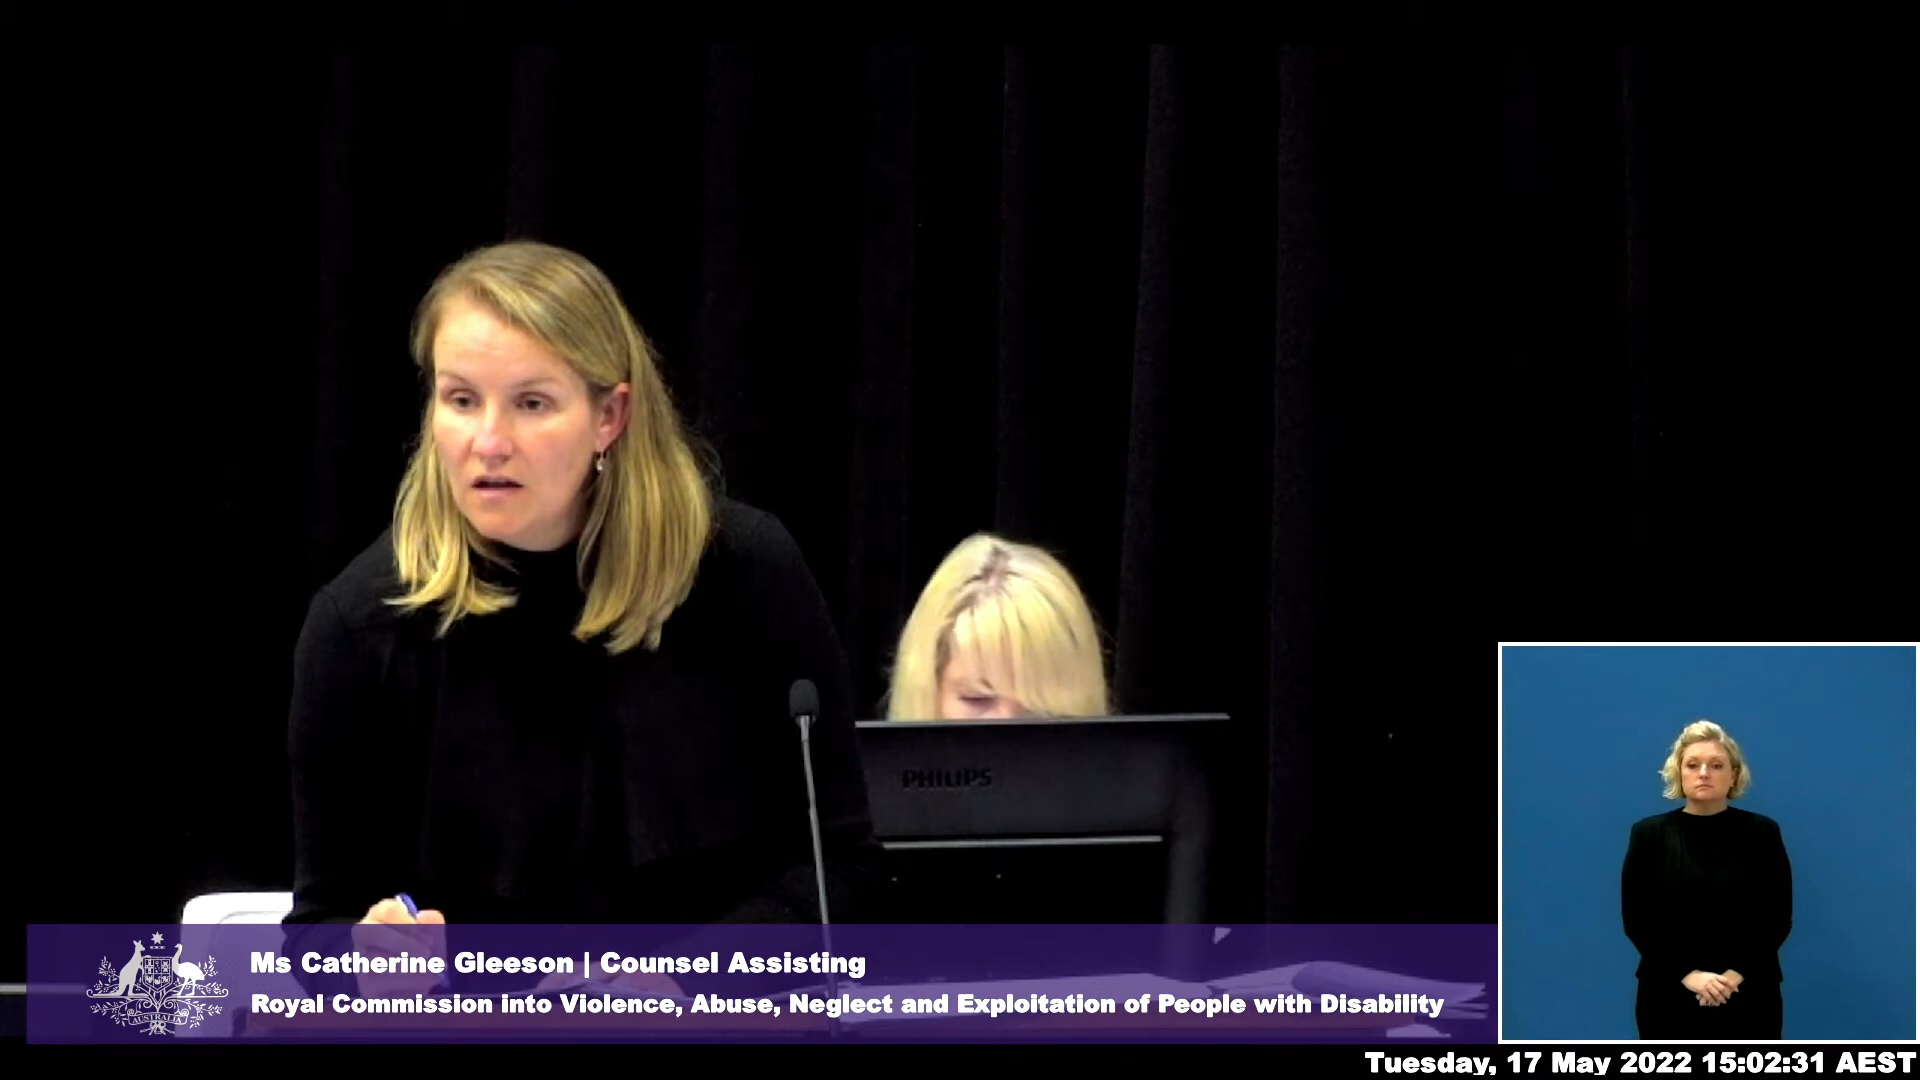 PHILIPS
AUSTRALIA
Ms Catherine Gleeson | Counsel Assisting
Royal Commission into Violence, Abuse, Neglect and Exploitation of People with Disability
Tuesday, 17 May 2022 15:02:31 AEST